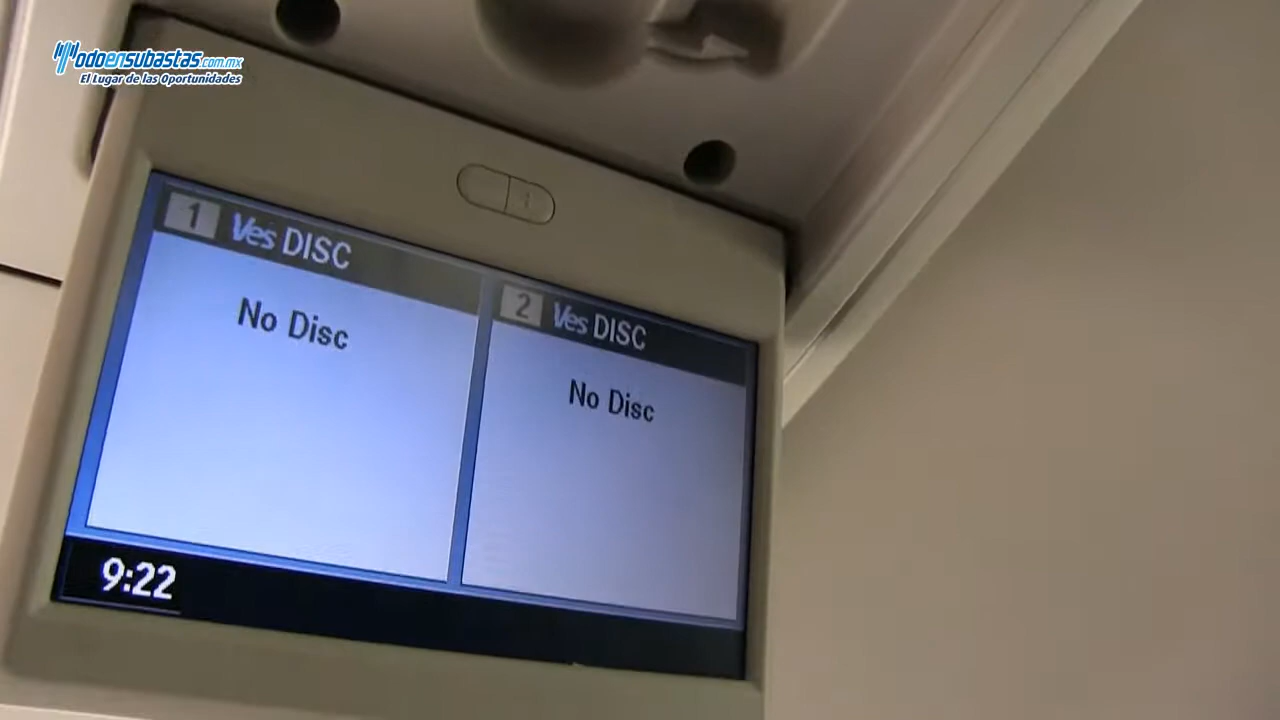 Todoensubastas.com.mx
El Lugar de las Oportunidades
1 Ves DISC
No Disc
2 Ves DISC
No Disc
9:22